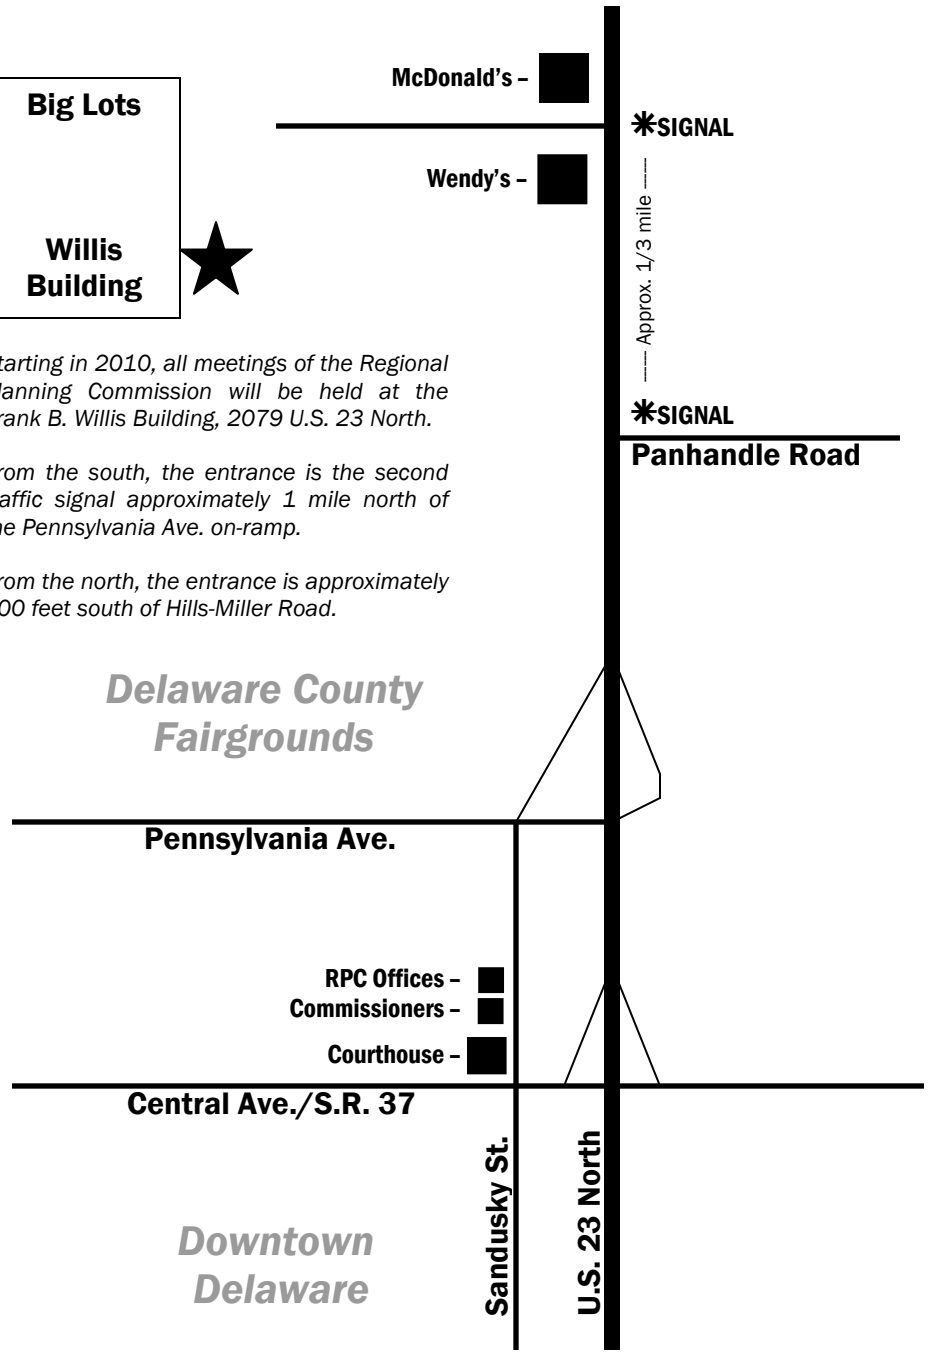 McDonald's –
Big Lots
✱SIGNAL
Wendy's –
Approx. 1/3 mile
Willis
Building
tarting in 2010, all meetings of the Regional
lanning Commission will be held at the
rank B. Willis Building, 2079 U.S. 23 North.
✱SIGNAL
Panhandle Road
rom the south, the entrance is the second
raffic signal approximately 1 mile north of
he Pennsylvania Ave. on-ramp.
rom the north, the entrance is approximately
00 feet south of Hills-Miller Road.
Delaware County
Fairgrounds
Pennsylvania Ave.
RPC Offices –
Commissioners –
Courthouse –
Central Ave./S.R. 37
Sandusky St.
U.S. 23 North
Downtown
Delaware